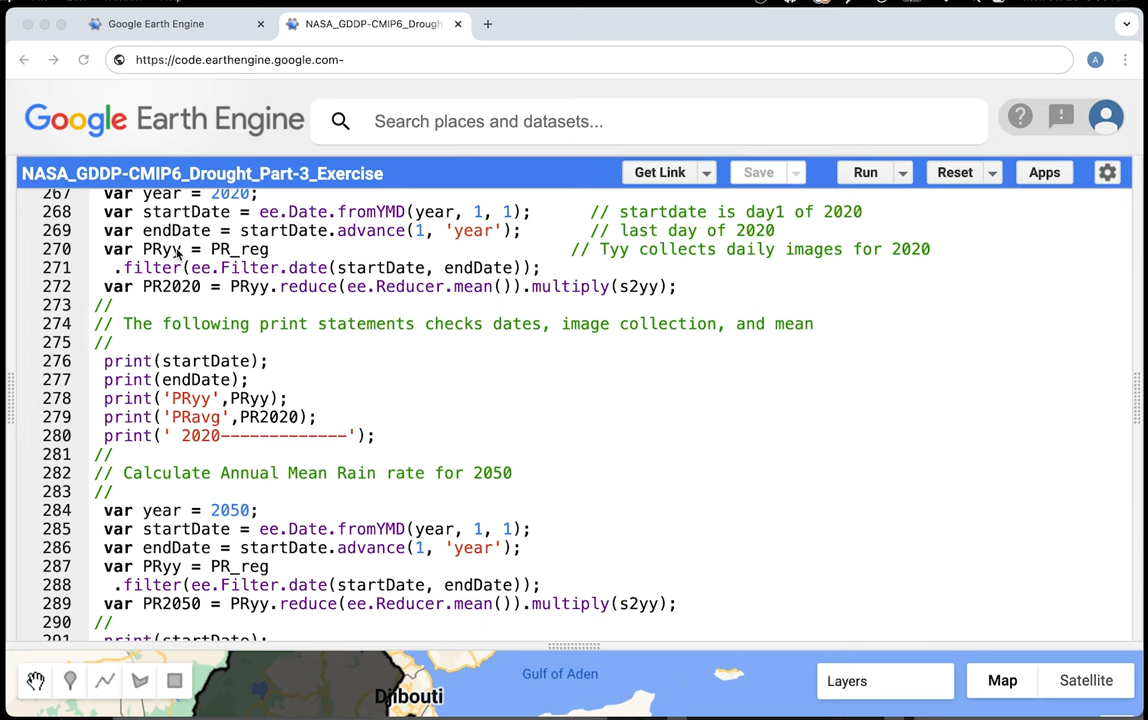 Google Earth Engine
NASA_GDDP-CMIP6_Drough
https://code.earthengine.google.com-
A
Google Earth Engine
Search places and datasets...
NASA_GDDP-CMIP6_Drought_Part-3_Exercise
Get Link
Save
Run
Reset
Apps
267 var year = 2020;
268 var startDate = ee.Date.fromYMD(year, 1, 1); // startdate is day1 of 2020
269 var endDate = startDate.advance(1, 'year'); // last day of 2020
270 var PRyy = PR_reg // Tyy collects daily images for 2020
271 .filter(ee.Filter.date(startDate, endDate));
272 var PR2020 = PRyy.reduce(ee.Reducer.mean()).multiply(s2yy);
273 //
274 // The following print statements checks dates, image collection, and mean
275 //
276 print(startDate);
277 print(endDate);
278 print('PRyy',PRyy);
279 print('PRavg',PR2020);
280 print(' 2020-------------');
281 //
282 // Calculate Annual Mean Rain rate for 2050
283 //
284 var year = 2050;
285 var startDate = ee.Date.fromYMD(year, 1, 1);
286 var endDate = startDate.advance(1, 'year');
287 var PRyy = PR_reg
288 .filter(ee.Filter.date(startDate, endDate));
289 var PR2050 = PRyy.reduce(ee.Reducer.mean()).multiply(s2yy);
290 //
291 print(startDate);
Gulf of Aden
Djibouti
Layers
Map
Satellite